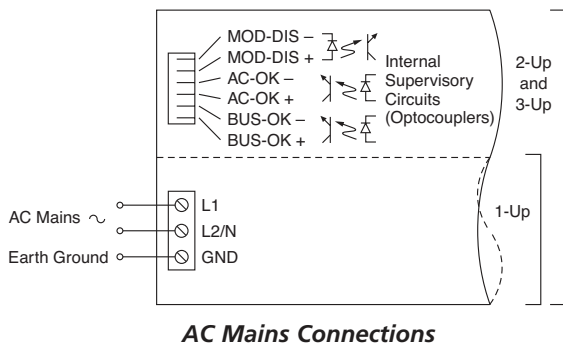 MOD-DIS –
MOD-DIS +
AC-OK –
AC-OK +
BUS-OK –
BUS-OK +
Internal
Supervisory
Circuits
(Optocouplers)
2-Up
and
3-Up
1-Up
AC Mains ~
Earth Ground
L1
L2/N
GND
AC Mains Connections